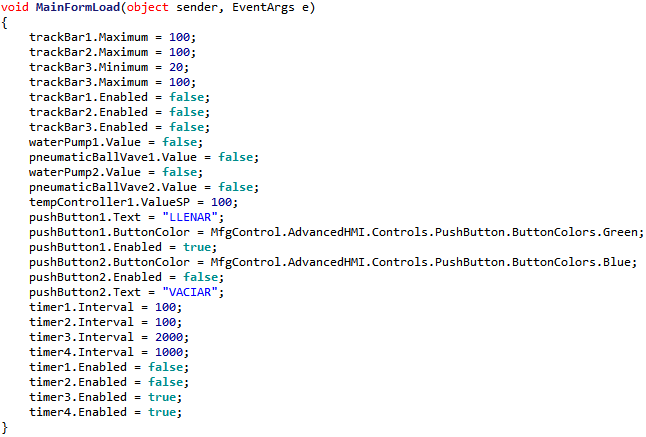 void MainFormLoad(object sender, EventArgs e)
{
trackBar1.Maximum = 100;
trackBar2.Maximum = 100;
trackBar3.Minimum = 20;
trackBar3.Maximum = 100;
trackBar1.Enabled = false;
trackBar2.Enabled = false;
trackBar3.Enabled = false;
waterPump1.Value = false;
pneumaticBallVave1.Value = false;
waterPump2.Value = false;
pneumaticBallVave2.Value = false;
tempController1.ValueSP = 100;
pushButton1.Text = "LLENAR";
pushButton1.ButtonColor = MfgControl.AdvancedHMI.Controls.PushButton.ButtonColors.Green;
pushButton1.Enabled = true;
pushButton2.ButtonColor = MfgControl.AdvancedHMI.Controls.PushButton.ButtonColors.Blue;
pushButton2.Enabled = false;
pushButton2.Text = "VACIAR";
timer1.Interval = 100;
timer2.Interval = 100;
timer3.Interval = 2000;
timer4.Interval = 1000;
timer1.Enabled = false;
timer2.Enabled = false;
timer3.Enabled = true;
timer4.Enabled = true;
}